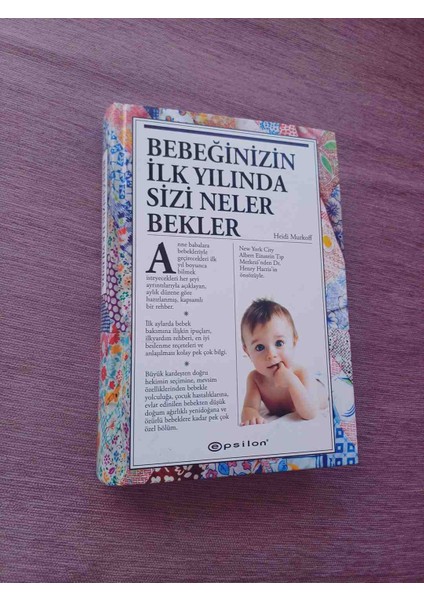 BEBEĞİNİZİN
İLK YILINDA
SİZİ NELER
BEKLER
Heidi Murkoff
Anne babalara
bebekleriyle
geçirecekleri ilk
yıl boyunca
bilmek
isteyecekleri her şeyi
ayrıntılarıyla açıklayan,
aylık düzene göre
hazırlanmış, kapsamlı
bir rehber.
İlk aylarda bebek
bakımına ilişkin ipuçları,
ilkyardım rehberi, en iyi
beslenme reçeteleri ve
anlaşılması kolay pek çok bilgi.
Büyük kardeşten doğru
hekimin seçimine, mevsim
özelliklerinden bebekle
yolculuğa, çocuk hastalıklarına,
evlat edinilen bebekten düşük
doğum ağırlıklı yenidoğana ve
özürlü bebeklere kadar pek çok
özel bölüm.
New York City
Albert Einstein Tıp
Merkezi'nden Dr.
Henry Harris'in
önsözüyle.
epsilon